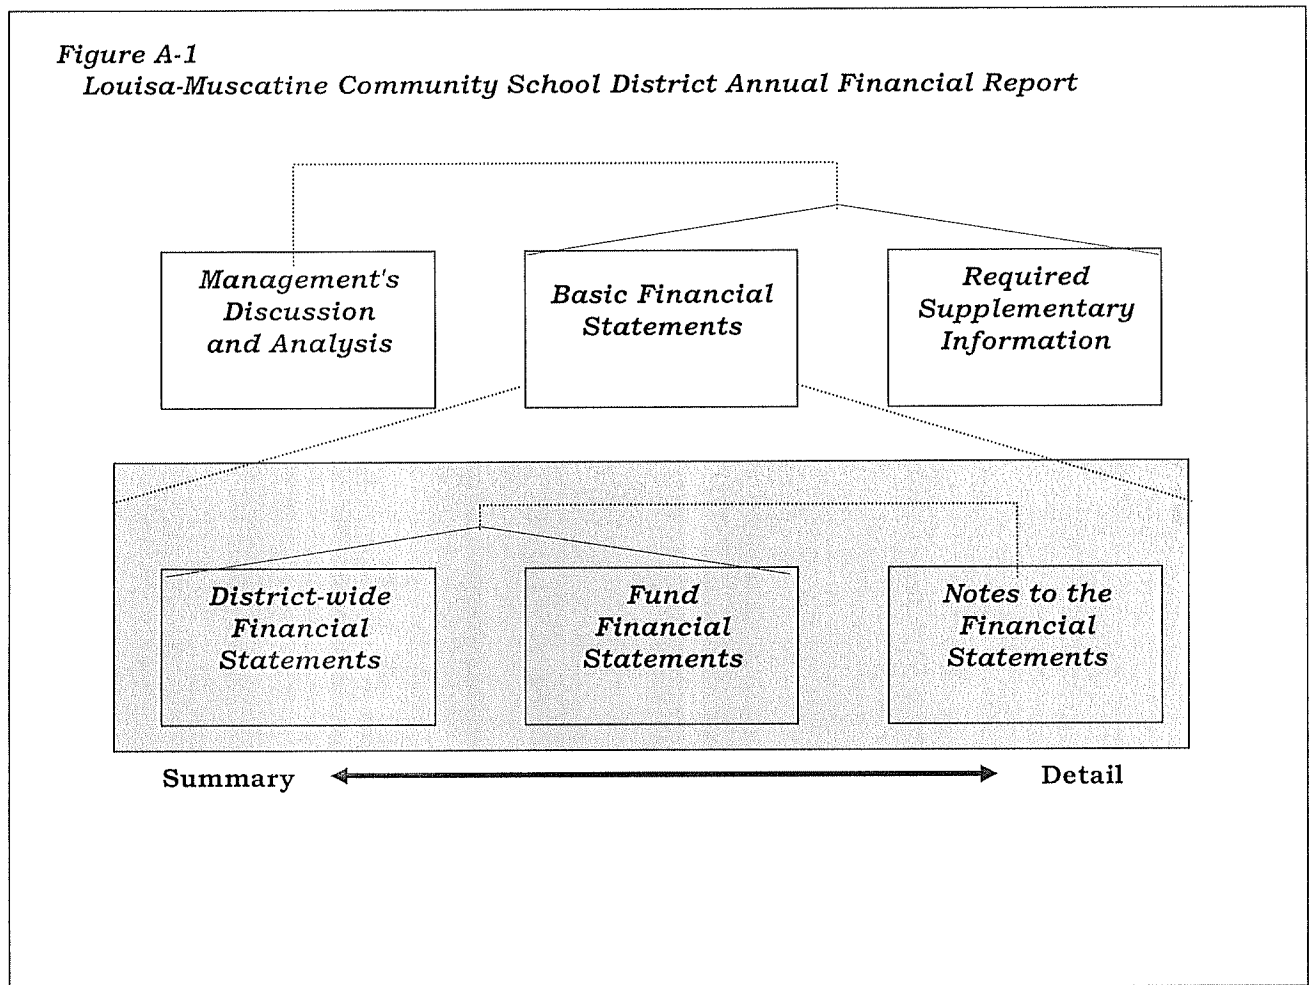 Figure A-1
Louisa-Muscatine Community School District Annual Financial Report
Management's
Discussion
and Analysis
Basic Financial
Statements
Required
Supplementary
Information
District-wide
Financial
Statements
Fund
Financial
Statements
Notes to the
Financial
Statements
Summary
Detail